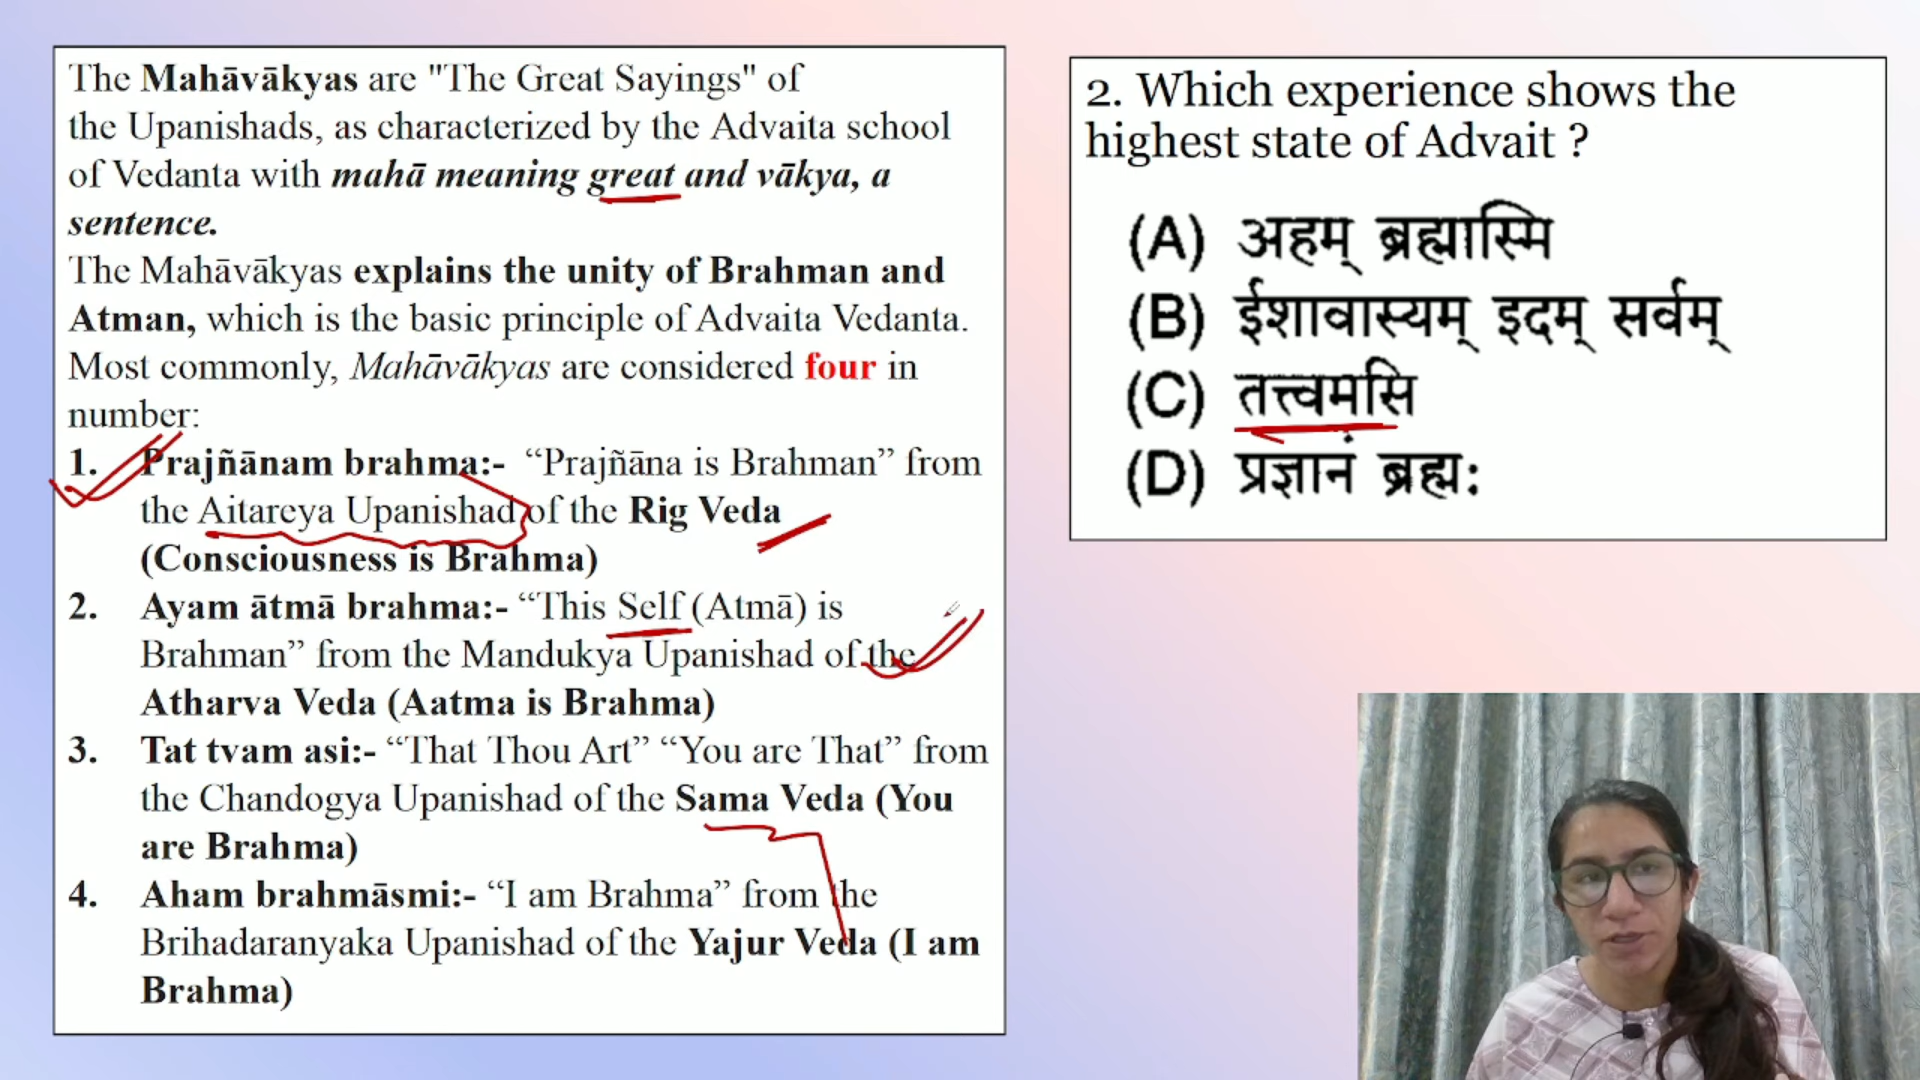 The Mahāvākyas are "The Great Sayings" of
the Upanishads, as characterized by the Advaita school
of Vedanta with mahā meaning great and vākya, a
sentence.
The Mahāvākyas explains the unity of Brahman and
Atman, which is the basic principle of Advaita Vedanta.
Most commonly, Mahāvākyas are considered four in
number:
1. Prajñānam brahma:- “Prajñāna is Brahman” from
the Aitareya Upanishad of the Rig Veda
(Consciousness is Brahma)
2. Ayam ātmā brahma:- “This Self (Atmā) is
Brahman” from the Mandukya Upanishad of the
Atharva Veda (Aatma is Brahma)
3. Tat tvam asi:- “That Thou Art” “You are That” from
the Chandogya Upanishad of the Sama Veda (You
are Brahma)
4. Aham brahmāsmi:- “I am Brahma” from the
Brihadaranyaka Upanishad of the Yajur Veda (I am
Brahma)
2. Which experience shows the
highest state of Advait ?
(A) अहम् ब्रह्मास्मि
(B) ईशावास्यम् इदम् सर्वम्
(C) तत्त्वमसि
(D) प्रज्ञानं ब्रह्म: